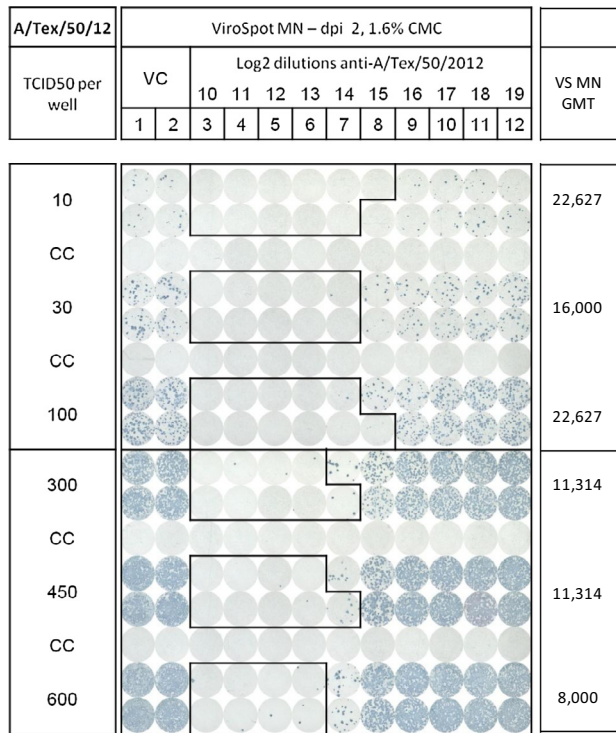 A/Tex/50/12
ViroSpot MN – dpi 2, 1.6% CMC
TCID50 per
well
VC
Log2 dilutions anti-A/Tex/50/2012
VS MN
GMT
10 11 12 13 14 15 16 17 18 19
1 2 3 4 5 6 7 8 9 10 11 12
10 22,627
CC
30 16,000
CC
100 22,627
300 11,314
CC
450 11,314
CC
600 8,000